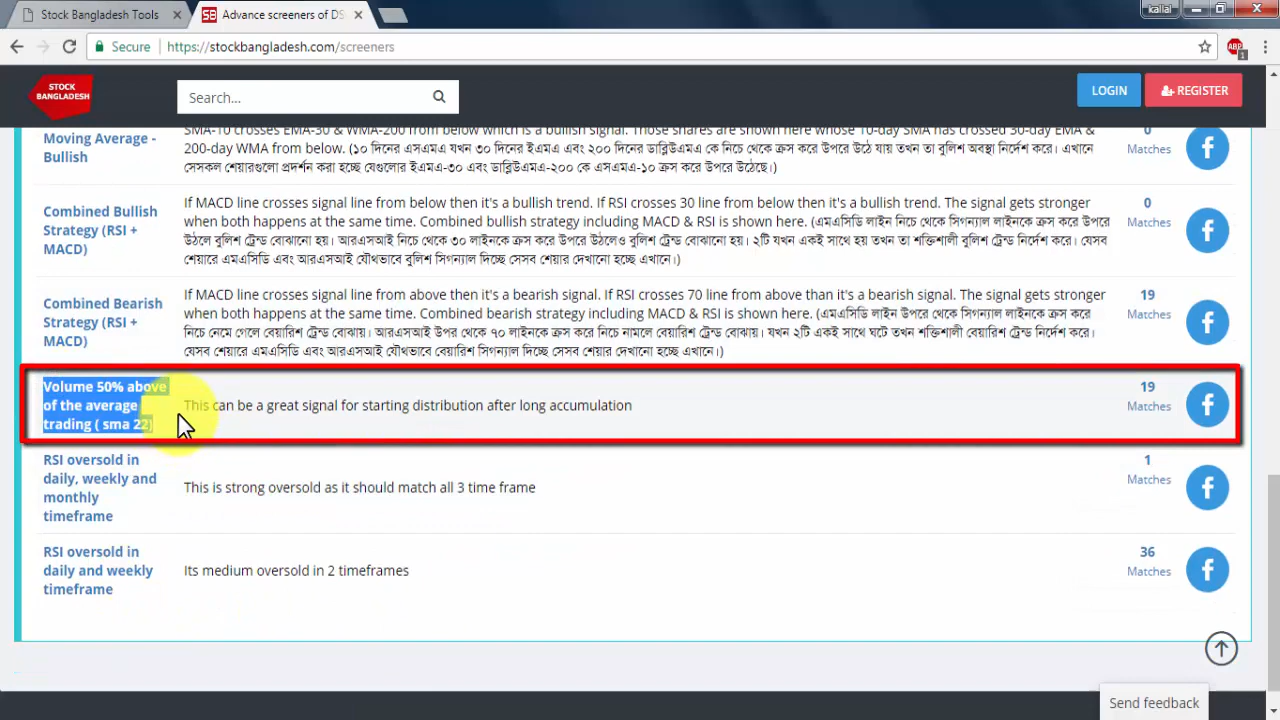 Stock Bangladesh Tools
Advance screeners of DS
kallal
Secure
https://stockbangladesh.com/screeners
ABP
1
STOCK
BANGLADESH
Search...
LOGIN
REGISTER
Moving Average -
Bullish
SMA-10 crosses EMA-30 & WMA-200 from below which is a bullish signal. Those shares are shown here whose 10-day SMA has crossed 30-day EMA &
200-day WMA from below. (১০ দিনের এসএমএ যখন ৩০ দিনের ইএমএ এবং ২০০ দিনের ডাব্লিউএমএ কে নিচে থেকে ক্রস করে উপরে উঠে যায় তখন তা বুলিশ অবস্থা নির্দেশ করে। এখানে
সেসকল শেয়ারগুলো প্রদর্শন করা হচ্ছে যেগুলোর ইএমএ-৩০ এবং ডাব্লিউএমএ-২০০ কে এসএমএ-১০ ক্রস করে উপরে উঠেছে।)
0
Matches
Combined Bullish
Strategy (RSI +
MACD)
If MACD line crosses signal line from below then it's a bullish trend. If RSI crosses 30 line from below then it's a bullish trend. The signal gets stronger
when both happens at the same time. Combined bullish strategy including MACD & RSI is shown here. (এমএসিডি লাইন নিচে থেকে সিগন্যাল লাইনকে ক্রস করে উপরে
উঠলে বুলিশ ট্রেন্ড বোঝানো হয়। আরএসআই নিচে থেকে ৩০ লাইনকে ক্রস করে উপরে উঠলেও বুলিশ ট্রেন্ড বোঝানো হয়। ২টি যখন একই সাথে হয় তখন তা শক্তিশালী বুলিশ ট্রেন্ড নির্দেশ করে। যেসব
শেয়ারে এমএসিডি এবং আরএসআই যৌথভাবে বুলিশ সিগন্যাল দিচ্ছে সেসব শেয়ার দেখানো হচ্ছে এখানে।)
0
Matches
Combined Bearish
Strategy (RSI +
MACD)
If MACD line crosses signal line from above then it's a bearish signal. If RSI crosses 70 line from above than it's a bearish signal. The signal gets stronger
when both happens at the same time. Combined bearish strategy including MACD & RSI is shown here. (এমএসিডি লাইন উপরে থেকে সিগন্যাল লাইনকে ক্রস করে
নিচে নেমে গেলে বেয়ারিশ ট্রেন্ড বোঝায়। আরএসআই উপর থেকে ৭০ লাইনকে ক্রস করে নিচে নামলে বেয়ারিশ ট্রেন্ড বোঝায়। যখন ২টি একই সাথে ঘটে তখন শক্তিশালী বেয়ারিশ ট্রেন্ড নির্দেশ করে।
যেসব শেয়ারে এমএসিডি এবং আরএসআই যৌথভাবে বেয়ারিশ সিগন্যাল দিচ্ছে সেসব শেয়ার দেখানো হচ্ছে এখানে।)
19
Matches
Volume 50% above
of the average
trading ( sma 22)
This can be a great signal for starting distribution after long accumulation
19
Matches
RSI oversold in
daily, weekly and
monthly
timeframe
This is strong oversold as it should match all 3 time frame
1
Matches
RSI oversold in
daily and weekly
timeframe
Its medium oversold in 2 timeframes
36
Matches
Send feedback